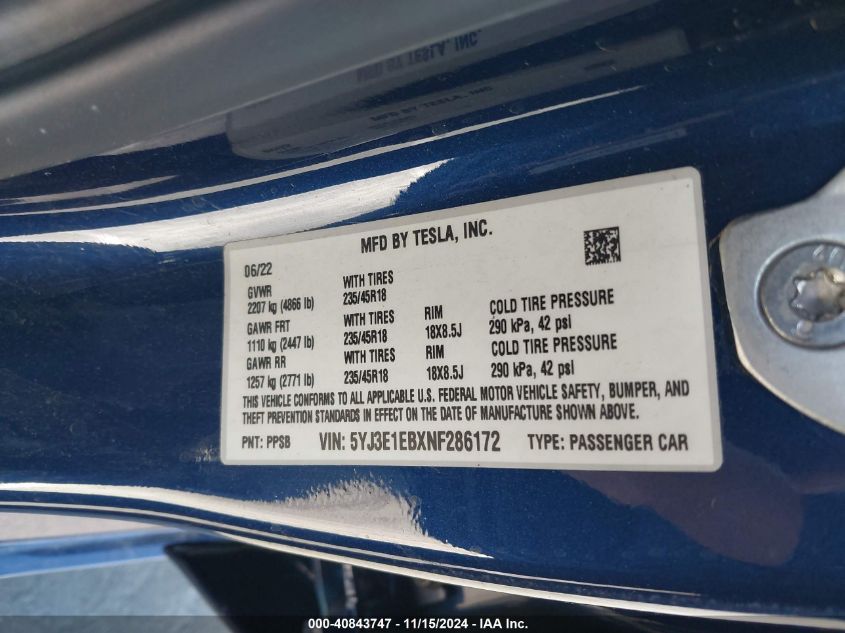 MFD BY TESLA, INC.
06/22
GVWR
2207 kg (4866 lb)
WITH TIRES
235/45R18
GAWR FRT
1110 kg (2447 lb)
WITH TIRES
235/45R18
RIM
18X8.5J
COLD TIRE PRESSURE
290 kPa, 42 psi
GAWR RR
1257 kg (2771 lb)
WITH TIRES
235/45R18
RIM
18X8.5J
COLD TIRE PRESSURE
290 kPa, 42 psi
THIS VEHICLE CONFORMS TO ALL APPLICABLE U.S. FEDERAL MOTOR VEHICLE SAFETY, BUMPER, AND
THEFT PREVENTION STANDARDS IN EFFECT ON THE DATE OF MANUFACTURE SHOWN ABOVE.
PNT: PPSB VIN: 5YJ3E1EBXNF286172 TYPE: PASSENGER CAR
000-40843747 - 11/15/2024 - IAA Inc.